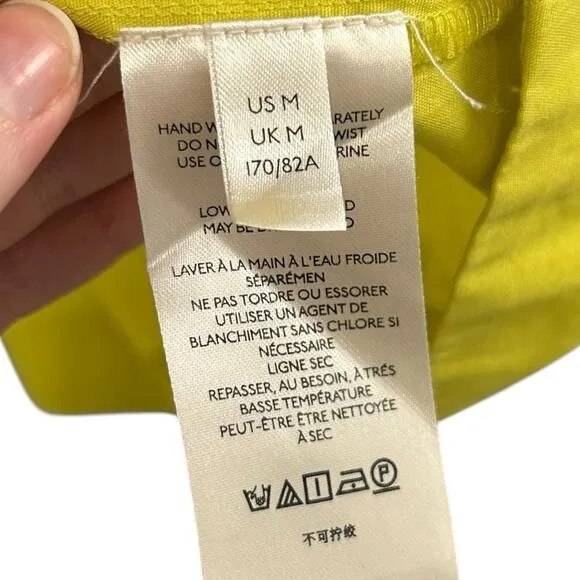 US M
UK M
170/82A
HAND W RATELY
DO N WIST
USE O RINE
LOW
MAY BE D
LAVER À LA MAIN À L'EAU FROIDE
SÉPARÉMEN
NE PAS TORDRE OU ESSORER
UTILISER UN AGENT DE
BLANCHIMENT SANS CHLORE SI
NÉCESSAIRE
LIGNE SEC
REPASSER, AU BESOIN, À TRÉS
BASSE TEMPÉRATURE
PEUT-ÊTRE ÊTRE NETTOYÉE
À SEC
P
不可拧绞